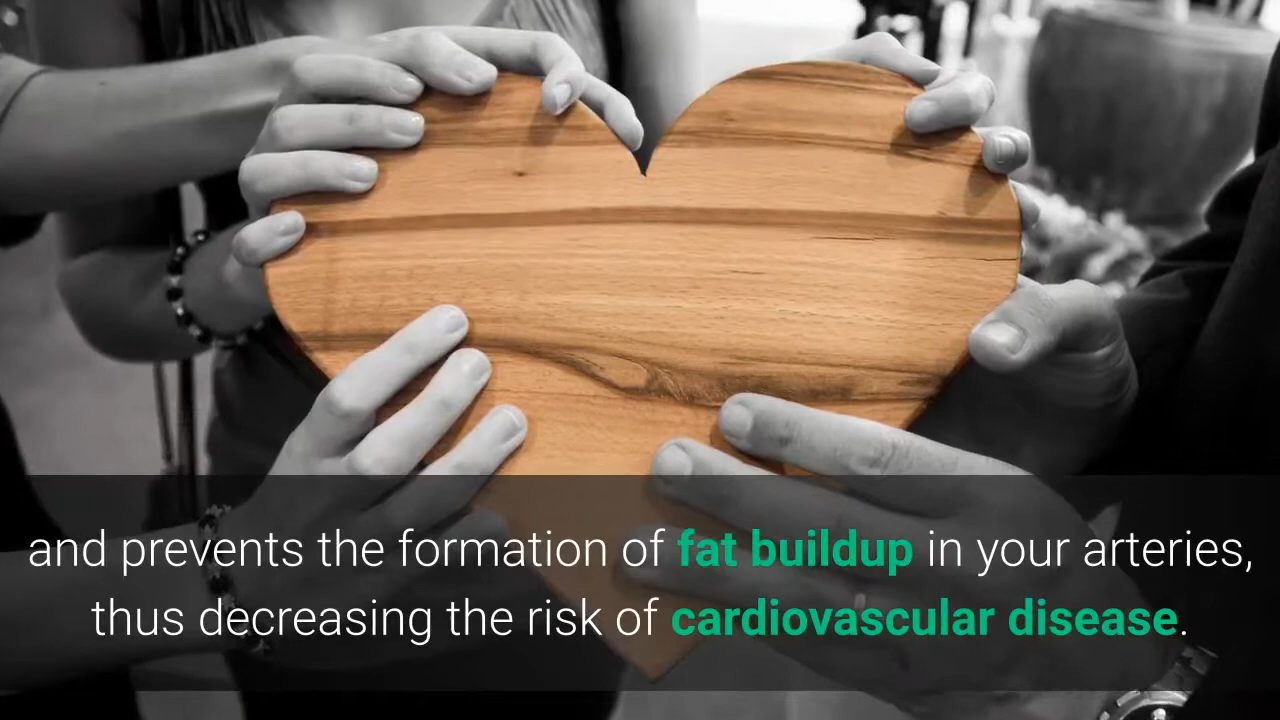 and prevents the formation of fat buildup in your arteries,
thus decreasing the risk of cardiovascular disease.